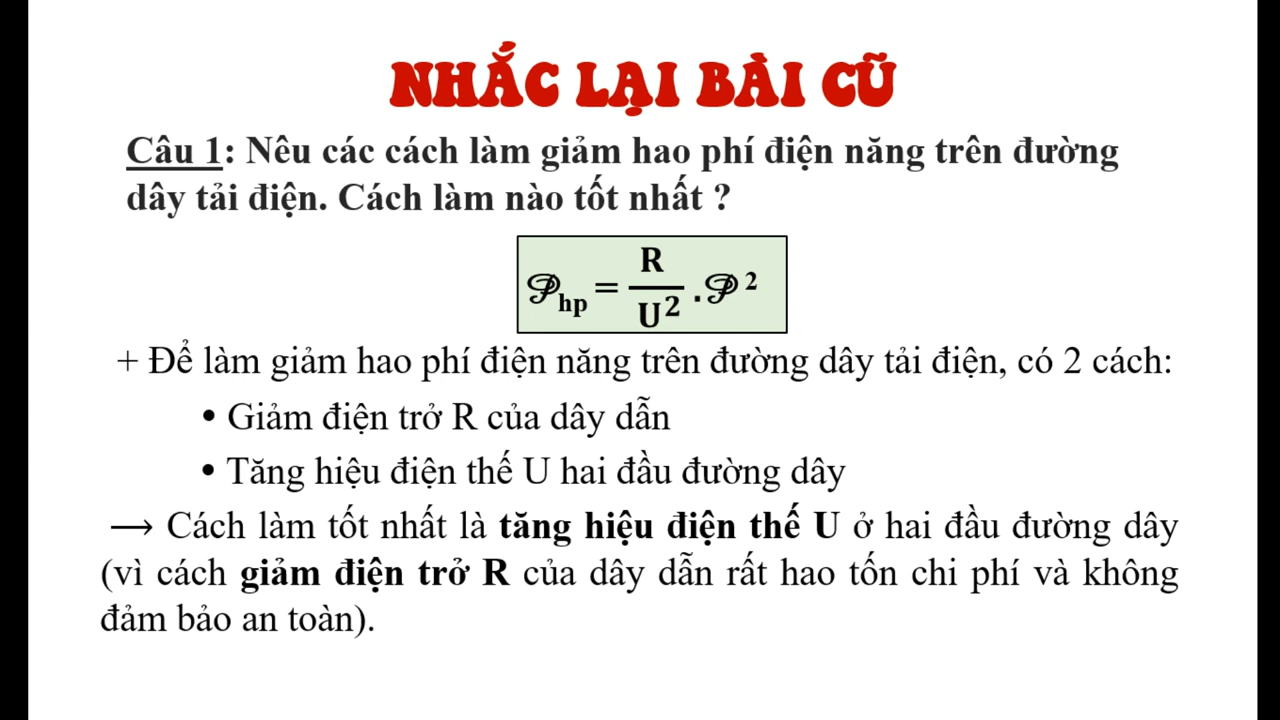 NHẮC LẠI BÀI CŨ
Câu 1: Nêu các cách làm giảm hao phí điện năng trên đường
dây tải điện. Cách làm nào tốt nhất ?
𝒫hp = R/U² . 𝒫²
+ Để làm giảm hao phí điện năng trên đường dây tải điện, có 2 cách:
• Giảm điện trở R của dây dẫn
• Tăng hiệu điện thế U hai đầu đường dây
⟶ Cách làm tốt nhất là tăng hiệu điện thế U ở hai đầu đường dây
(vì cách giảm điện trở R của dây dẫn rất hao tốn chi phí và không
đảm bảo an toàn).